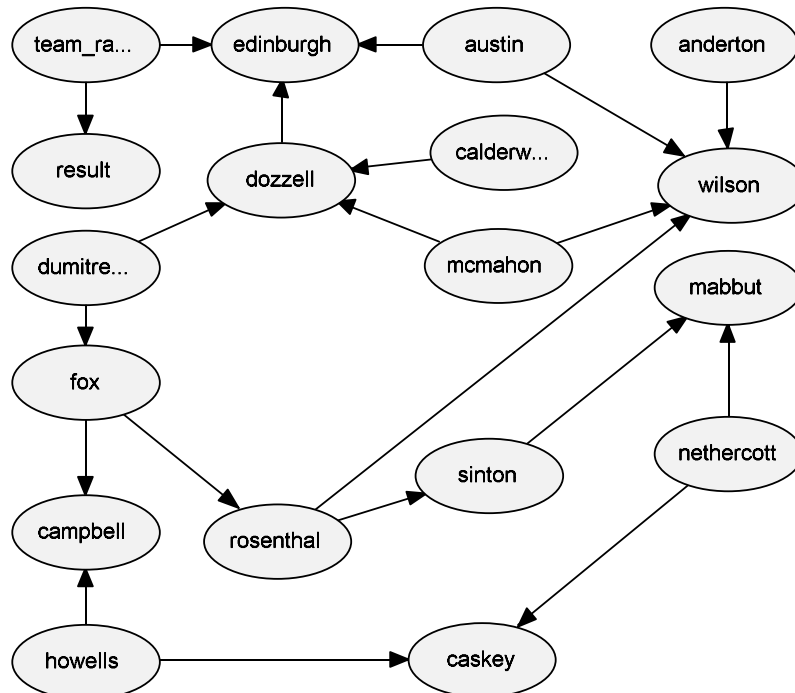 team_ra...
edinburgh
austin
anderton
result
dozzell
calderw...
wilson
dumitre...
mcmahon
mabbut
fox
sinton
nethercott
campbell
rosenthal
howells
caskey